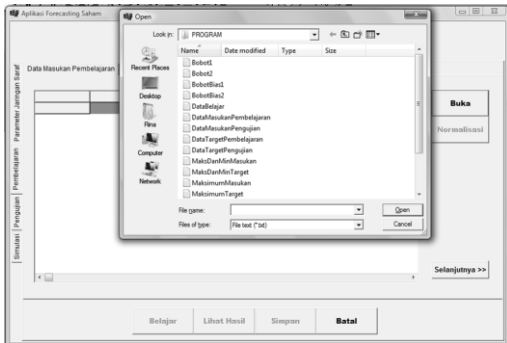 Aplikasi Forecasting Saham
Open
Look in: PROGRAM
Name Date modified Type Size
Recent Places
Desktop
Rina
Computer
Network
Bobot1
Bobot2
BobotBias1
BobotBias2
DataBelajar
DataMasukanPembelajaran
DataMasukanPengujian
DataTargetPembelajaran
DataTargetPengujian
MaksDanMinMasukan
MaksDanMinTarget
MaksimumMasukan
MaksimumTarget
File name:
Open
Files of type: File text (*.txt)
Cancel
Data Masukan Pembelajaran
Parameter Jaringan Saraf
Pembelajaran
Pengujian
Simulasi
Buka
Normalisasi
Selanjutnya >>
Belajar Lihat Hasil Simpan Batal